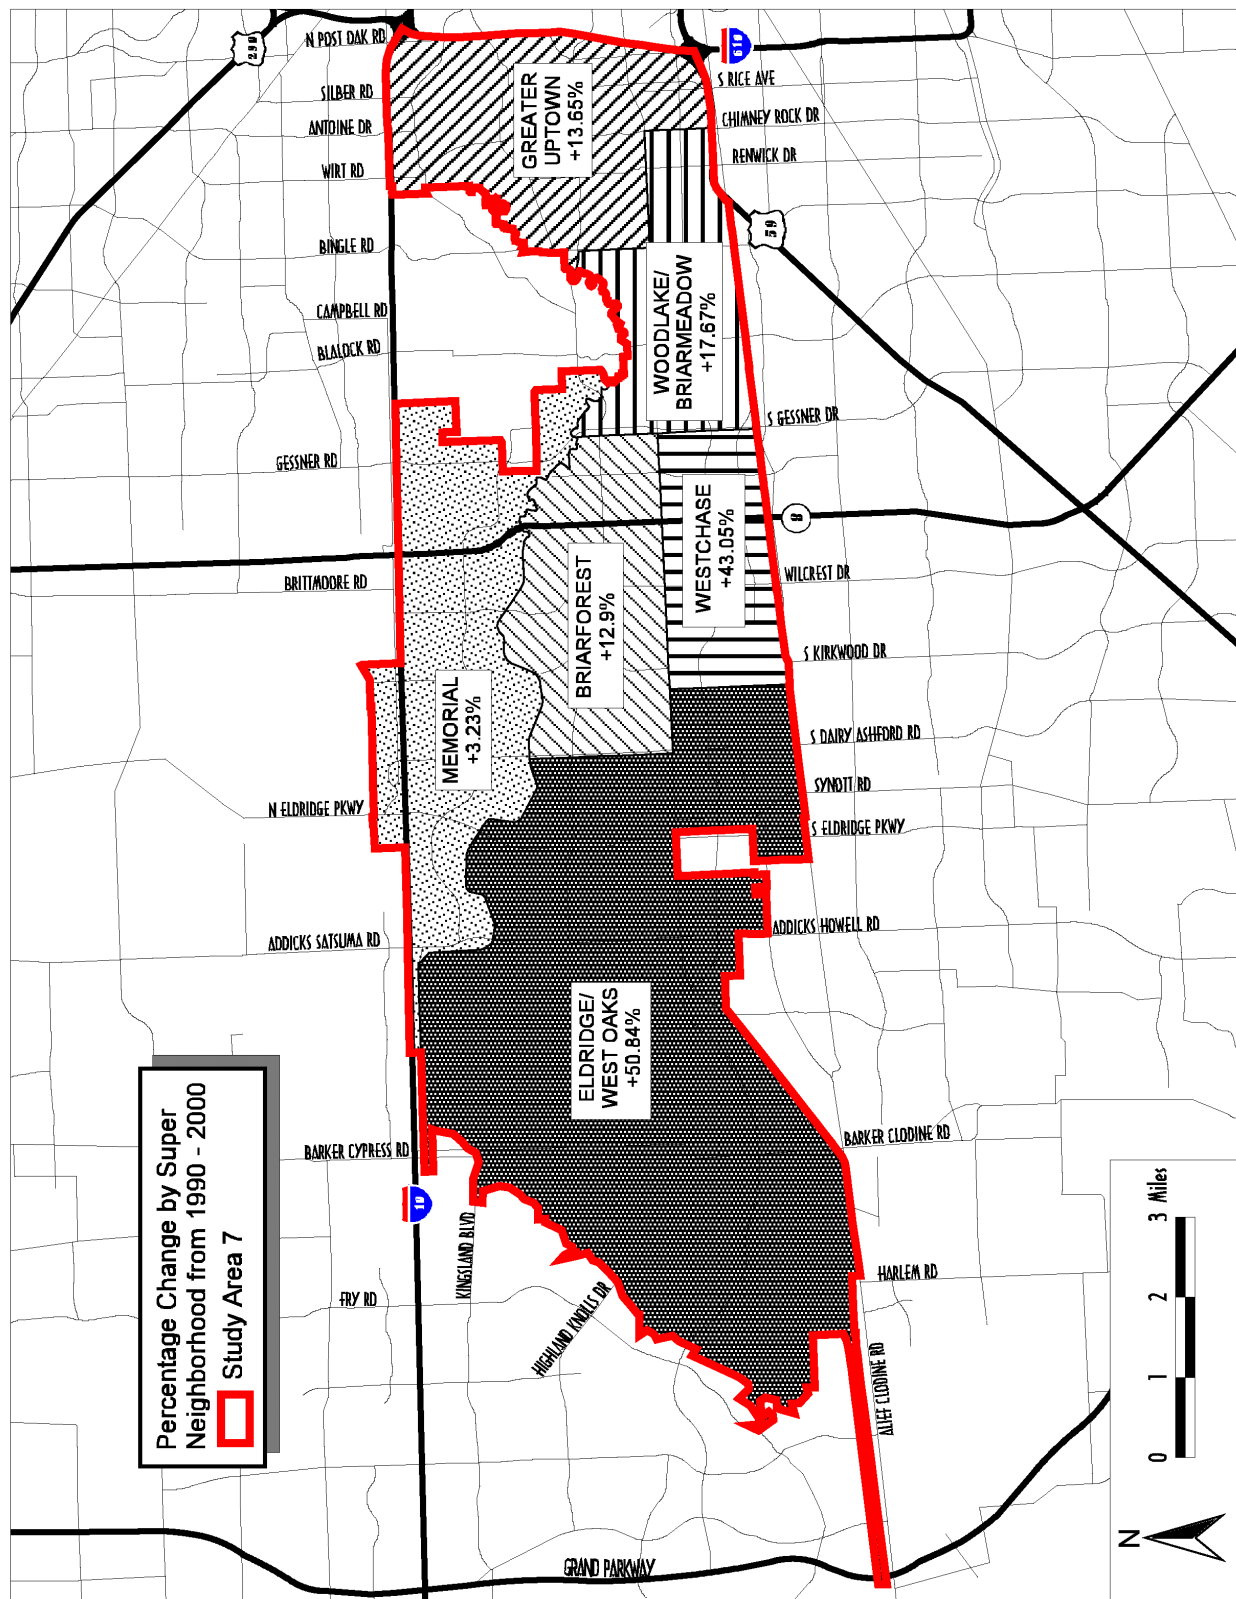 Percentage Change by Super
Neighborhood from 1990 - 2000
Study Area 7
GREATER
UPTOWN
+13.65%
WOODLAKE/
BRIARMEADOW
+17.67%
WESTCHASE
+43.05%
BRIARFOREST
+12.9%
MEMORIAL
+3.23%
ELDRIDGE/
WEST OAKS
+50.84%
GRAND PARKWAY
FRY RD
KINGSLAND BLVD
HIGHLAND KNOLLS DR
BARKER CYPRESS RD
ADDICKS SATSUMA RD
N ELDRIDGE PKWY
BRITTMOORE RD
GESSNER RD
BLALOCK RD
CAMPBELL RD
BINGLE RD
WIRT RD
ANTOINE DR
SILBER RD
N POST OAK RD
S RICE AVE
CHIMNEY ROCK DR
RENWICK DR
S GESSNER DR
WILCREST DR
S KIRKWOOD DR
S DAIRY ASHFORD RD
SYNOTT RD
S ELDRIDGE PKWY
ADDICKS HOWELL RD
BARKER CLODINE RD
HARLEM RD
ALIEF CLODINE RD
10
290
610
59
8
N
0
1
2
3 Miles